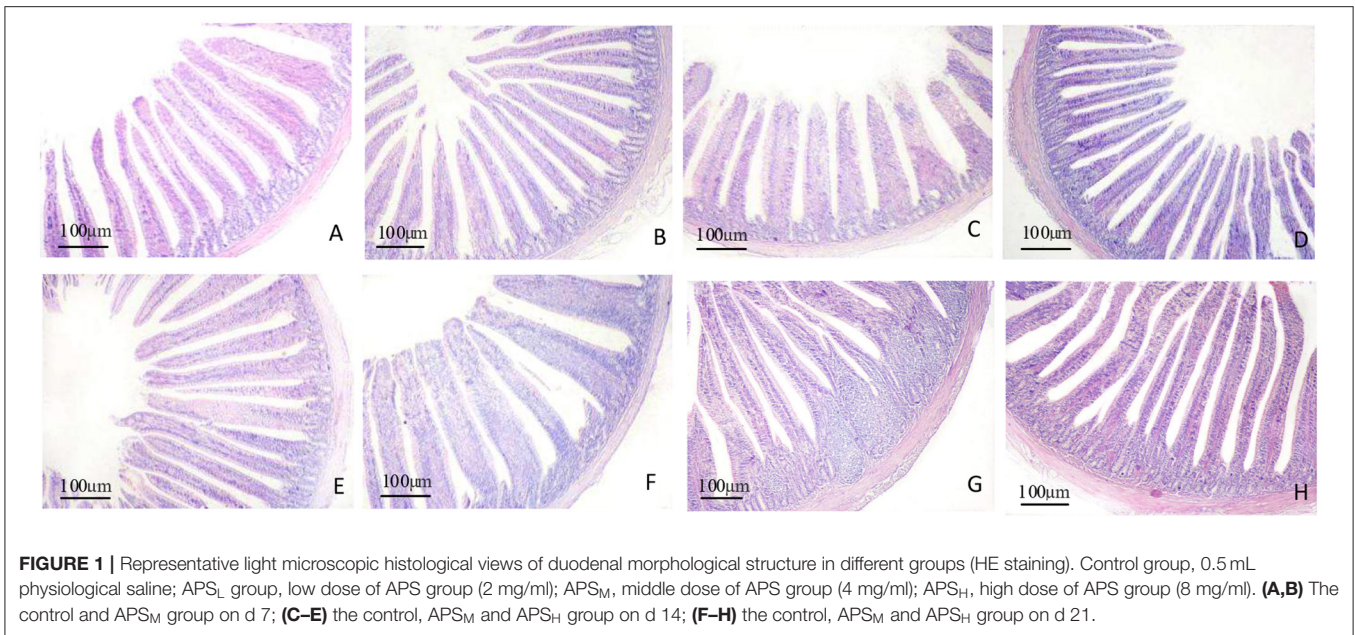 A
B
C
D
100μm
100μm
100μm
100μm
E
F
G
H
100μm
100μm
100μm
100μm
FIGURE 1 | Representative light microscopic histological views of duodenal morphological structure in different groups (HE staining). Control group, 0.5 mL
physiological saline; APSL group, low dose of APS group (2 mg/ml); APSM, middle dose of APS group (4 mg/ml); APSH, high dose of APS group (8 mg/ml). (A,B) The
control and APSM group on d 7; (C–E) the control, APSM and APSH group on d 14; (F–H) the control, APSM and APSH group on d 21.